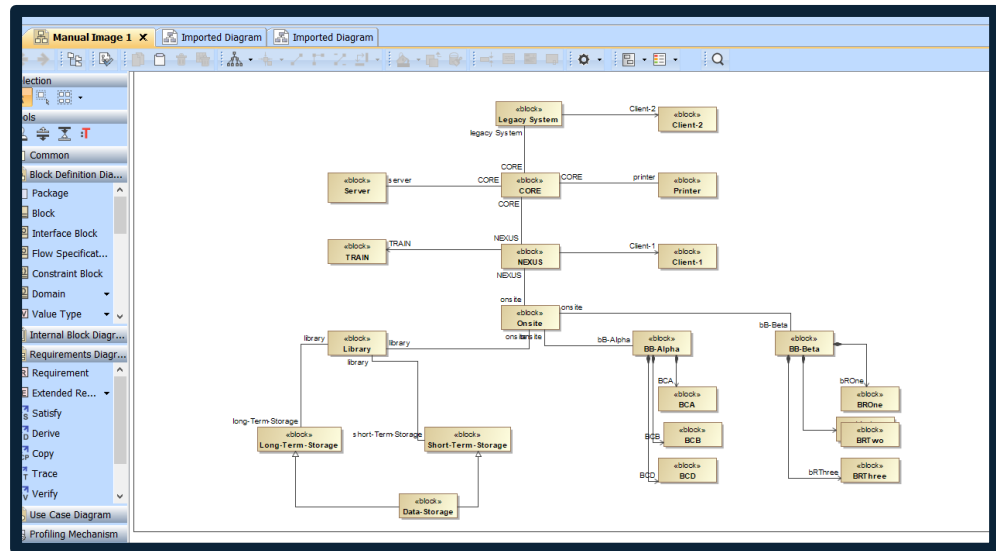 Manual Image 1
Imported Diagram
Imported Diagram
lection
ols
Common
Block Definition Dia...
Package
Block
Interface Block
Flow Specificat...
Constraint Block
Domain
Value Type
Internal Block Diagr...
Requirements Diagr...
Requirement
Extended Re...
Satisfy
Derive
Copy
Trace
Verify
Use Case Diagram
Profiling Mechanism
«block»
Legacy System
legacy System
Client-2
«block»
Client-2
CORE
«block»
Server
server
CORE
«block»
CORE
CORE
printer
«block»
Printer
CORE
NEXUS
«block»
TRAIN
TRAIN
«block»
NEXUS
Client-1
«block»
Client-1
NEXUS
onsite
«block»
Onsite
onsite
onsite
library
«block»
Library
library
library
bB-Alpha
«block»
BB-Alpha
bB-Beta
«block»
BB-Beta
BCA
«block»
BCA
BCB
«block»
BCB
BCD
«block»
BCD
bROne
«block»
BROne
«block»
BRTwo
bRThree
«block»
BRThree
long-Term-Storage
«block»
Long-Term-Storage
short-Term-Storage
«block»
Short-Term-Storage
«block»
Data-Storage